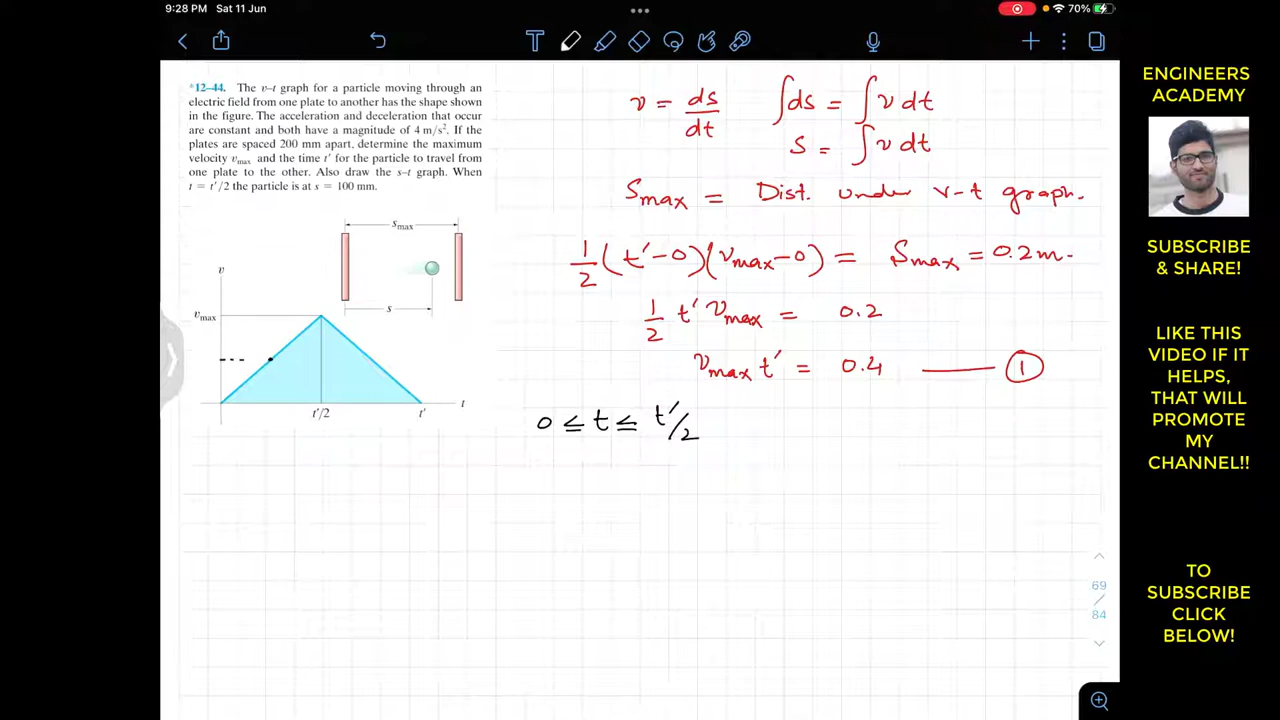 9:28 PM Sat 11 Jun
70%
*12–44. The v–t graph for a particle moving through an
electric field from one plate to another has the shape shown
in the figure. The acceleration and deceleration that occur
are constant and both have a magnitude of 4 m/s². If the
plates are spaced 200 mm apart, determine the maximum
velocity vmax and the time t′ for the particle to travel from
one plate to the other. Also draw the s–t graph. When
t = t′/2 the particle is at s = 100 mm.
smax
s
v
vmax
t′/2
t′
t
v = ds/dt ∫ds = ∫v dt
s = ∫v dt
Smax = Dist. under v-t graph.
1/2 (t′-0)(vmax-0) = Smax = 0.2m.
1/2 t′ vmax = 0.2
vmax t′ = 0.4 —— 1
0 ≤ t ≤ t′/2
69
/
84
ENGINEERS
ACADEMY
SUBSCRIBE
& SHARE!
LIKE THIS
VIDEO IF IT
HELPS,
THAT WILL
PROMOTE
MY
CHANNEL!!
TO
SUBSCRIBE
CLICK
BELOW!